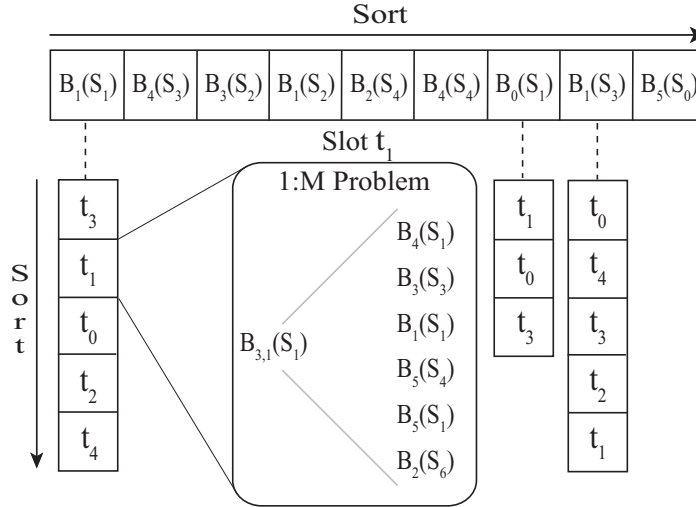 Sort
B₁(S₁) B₄(S₃) B₃(S₂) B₁(S₂) B₂(S₄) B₄(S₄) B₀(S₁) B₁(S₃) B₅(S₀)
Slot t₁
1:M Problem
Sort
t₃
t₁
t₀
t₂
t₄
B₃,₁(S₁)
B₄(S₁)
B₃(S₃)
B₁(S₁)
B₅(S₄)
B₅(S₁)
B₂(S₆)
t₁
t₀
t₃
t₀
t₄
t₃
t₂
t₁